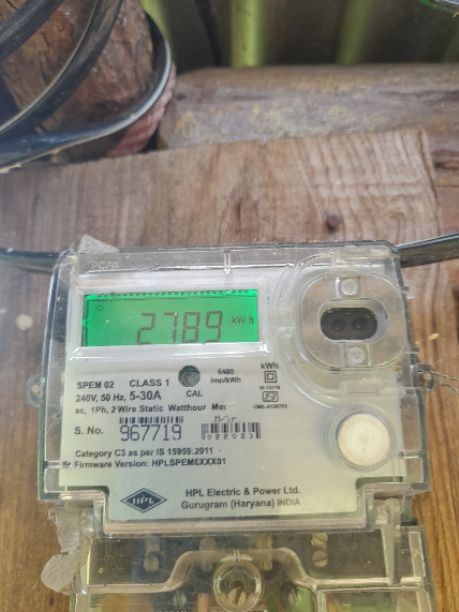 2789 kWh
SPEM 02 CLASS 1 6400 imp/kWh kWh
240V, 50 Hz, 5-30A CAL
ac, 1Ph, 2 Wire Static Watthour
S. No. 967719
Category C3 as per IS 15959:2011
Firmware Version: HPLSPEM6XXX01
HPL
HPL Electric & Power Ltd.
Gurugram (Haryana) INDIA